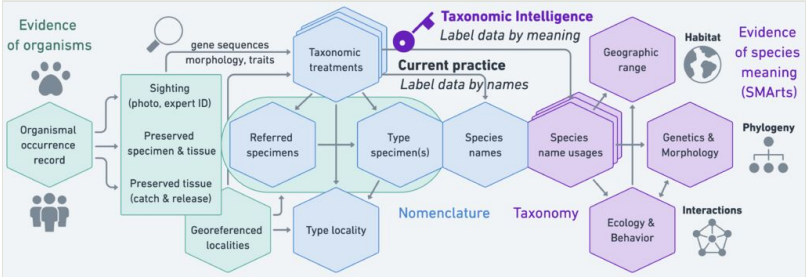 Evidence
of organisms
gene sequences
morphology, traits
Taxonomic
treatments
Taxonomic Intelligence
Label data by meaning
Current practice
Label data by names
Geographic
range
Habitat
Evidence
of species
meaning
(SMArts)
Organismal
occurrence
record
Sighting
(photo, expert ID)
Preserved
specimen & tissue
Preserved tissue
(catch & release)
Referred
specimens
Type
specimen(s)
Species
names
Species
name usages
Genetics &
Morphology
Phylogeny
Georeferenced
localities
Type locality
Nomenclature
Taxonomy
Ecology &
Behavior
Interactions